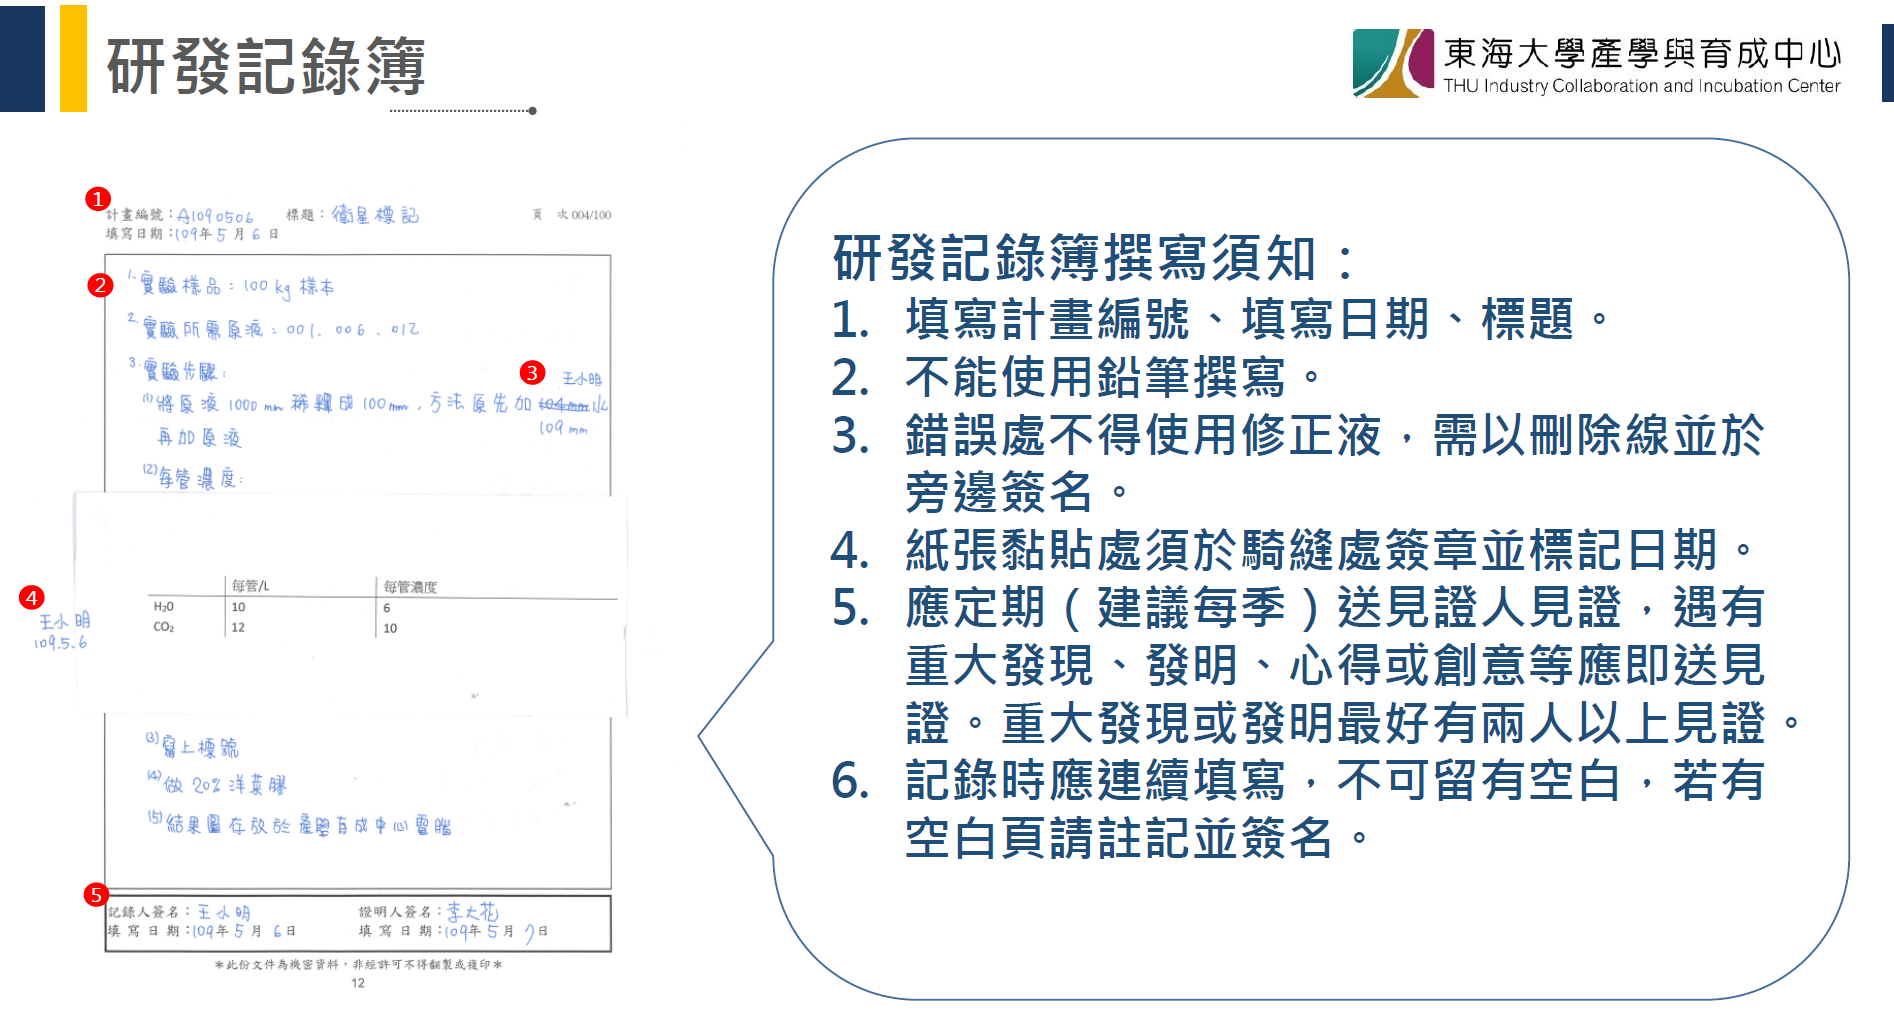 研發記錄簿
東海大學產學與育成中心
THU Industry Collaboration and Incubation Center
1
計畫編號：A1090506 標題：衛星標記 頁 次 004/100
填寫日期：109年 5 月 6 日
2
1. 實驗樣品：100 kg 樣本
2. 實驗所需原液：001、006、012
3. 實驗步驟：
3
王小明
(1) 將原液 1000 mm 稀釋成 100 mm，方法原先加 104 mm 水
109 mm
再加原液
(2) 每管濃度：
每管/L 每管濃度
H₂O 10 6
CO₂ 12 10
4
王小明
109.5.6
(3) 寫上標號
(4) 做 20% 洋菜膠
(5) 結果圖存放於產學育成中心電腦
5
記錄人簽名：王小明 證明人簽名：李大花
填 寫 日 期：109年 5 月 6 日 填 寫 日 期：109年 5 月 7 日
＊此份文件為機密資料，非經許可不得翻製或複印＊
12
研發記錄簿撰寫須知：
1. 填寫計畫編號、填寫日期、標題。
2. 不能使用鉛筆撰寫。
3. 錯誤處不得使用修正液，需以刪除線並於
旁邊簽名。
4. 紙張黏貼處須於騎縫處簽章並標記日期。
5. 應定期（建議每季）送見證人見證，遇有
重大發現、發明、心得或創意等應即送見
證。重大發現或發明最好有兩人以上見證。
6. 記錄時應連續填寫，不可留有空白，若有
空白頁請註記並簽名。